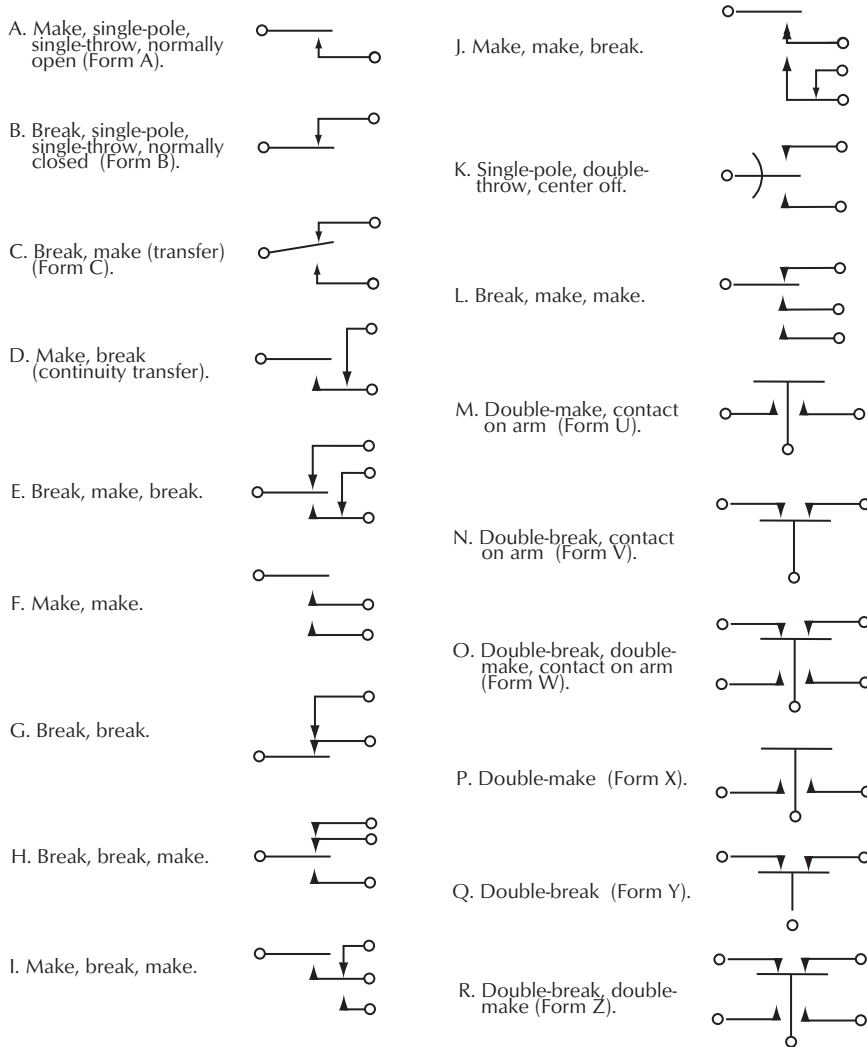 A. Make, single-pole,
single-throw, normally
open (Form A).
B. Break, single-pole,
single-throw, normally
closed (Form B).
C. Break, make (transfer)
(Form C).
D. Make, break
(continuity transfer).
E. Break, make, break.
F. Make, make.
G. Break, break.
H. Break, break, make.
I. Make, break, make.
J. Make, make, break.
K. Single-pole, double-
throw, center off.
L. Break, make, make.
M. Double-make, contact
on arm (Form U).
N. Double-break, contact
on arm (Form V).
O. Double-break, double-
make, contact on arm
(Form W).
P. Double-make (Form X).
Q. Double-break (Form Y).
R. Double-break, double-
make (Form Z).